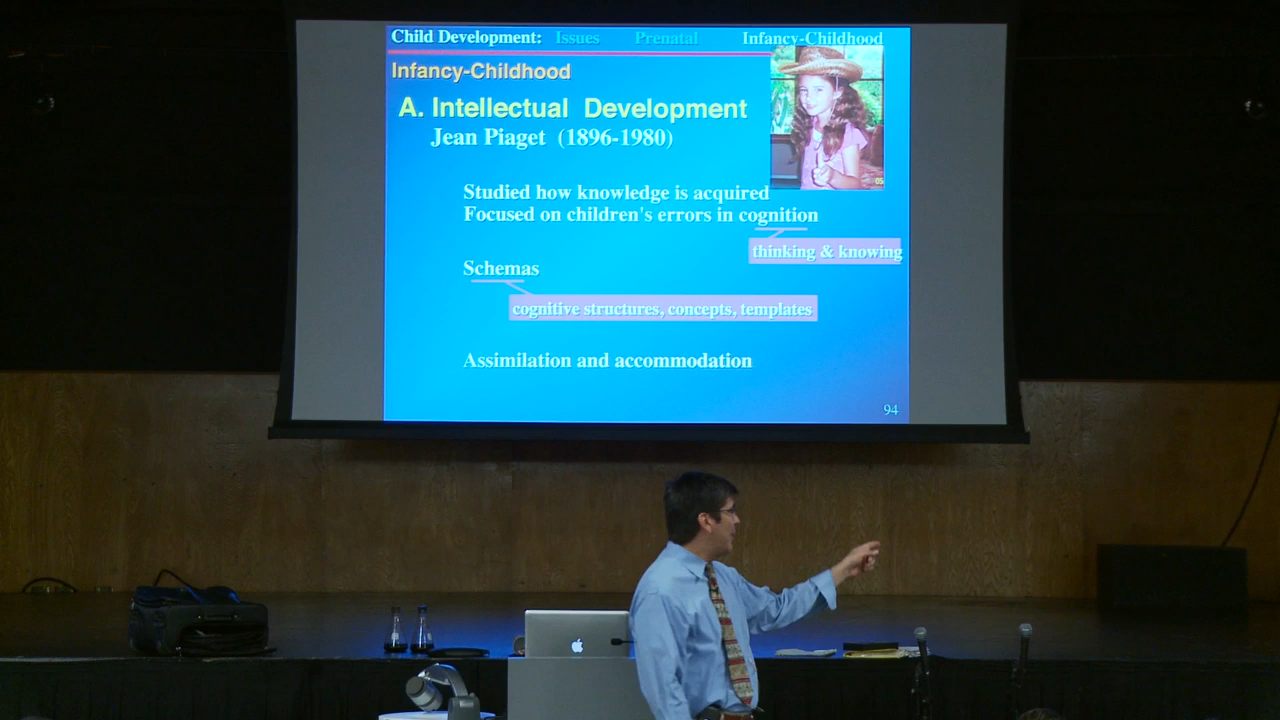 Child Development: Issues Prenatal Infancy-Childhood
Infancy-Childhood
A. Intellectual Development
Jean Piaget (1896-1980)
05
Studied how knowledge is acquired
Focused on children's errors in cognition
thinking & knowing
Schemas
cognitive structures, concepts, templates
Assimilation and accommodation
94